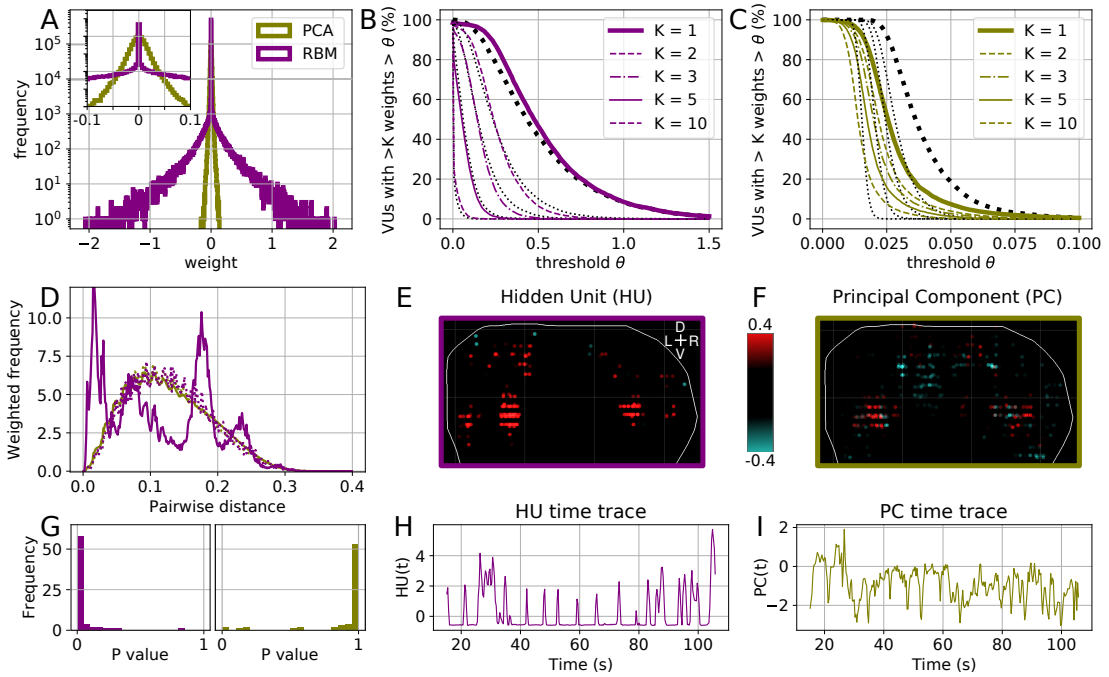 A
frequency
10^5
10^4
10^3
10^2
10^1
10^0
-0.1 0 0.1
PCA
RBM
−2 −1 0 1 2
weight
B
VUs with >K weights > θ (%)
100
80
60
40
20
0
K = 1
K = 2
K = 3
K = 5
K = 10
0.0 0.5 1.0 1.5
threshold θ
C
VUs with > K weights > θ (%)
100
80
60
40
20
0
K = 1
K = 2
K = 3
K = 5
K = 10
0.000 0.025 0.050 0.075 0.100
threshold θ
D
Weighted frequency
10.0
7.5
5.0
2.5
0.0
0.0 0.1 0.2 0.3 0.4
Pairwise distance
E
Hidden Unit (HU)
D
L R
V
0.4
-0.4
F
Principal Component (PC)
G
Frequency
50
25
0
0 1
P value
0 1
P value
H
HU time trace
HU(t)
4
2
0
20 40 60 80 100
Time (s)
I
PC time trace
PC(t)
2
0
−2
20 40 60 80 100
Time (s)